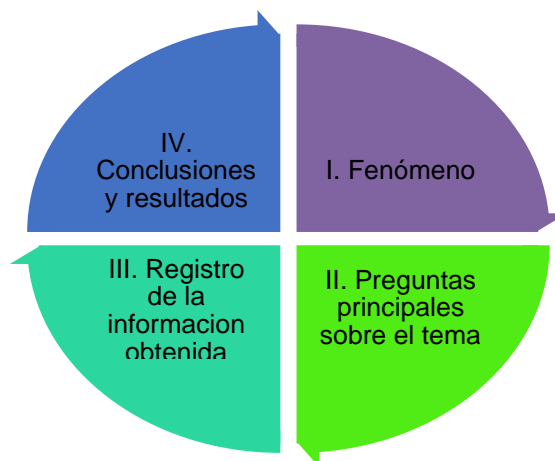 I. Fenómeno
II. Preguntas
principales
sobre el tema
III. Registro
de la
informacion
obtenida
IV.
Conclusiones
y resultados